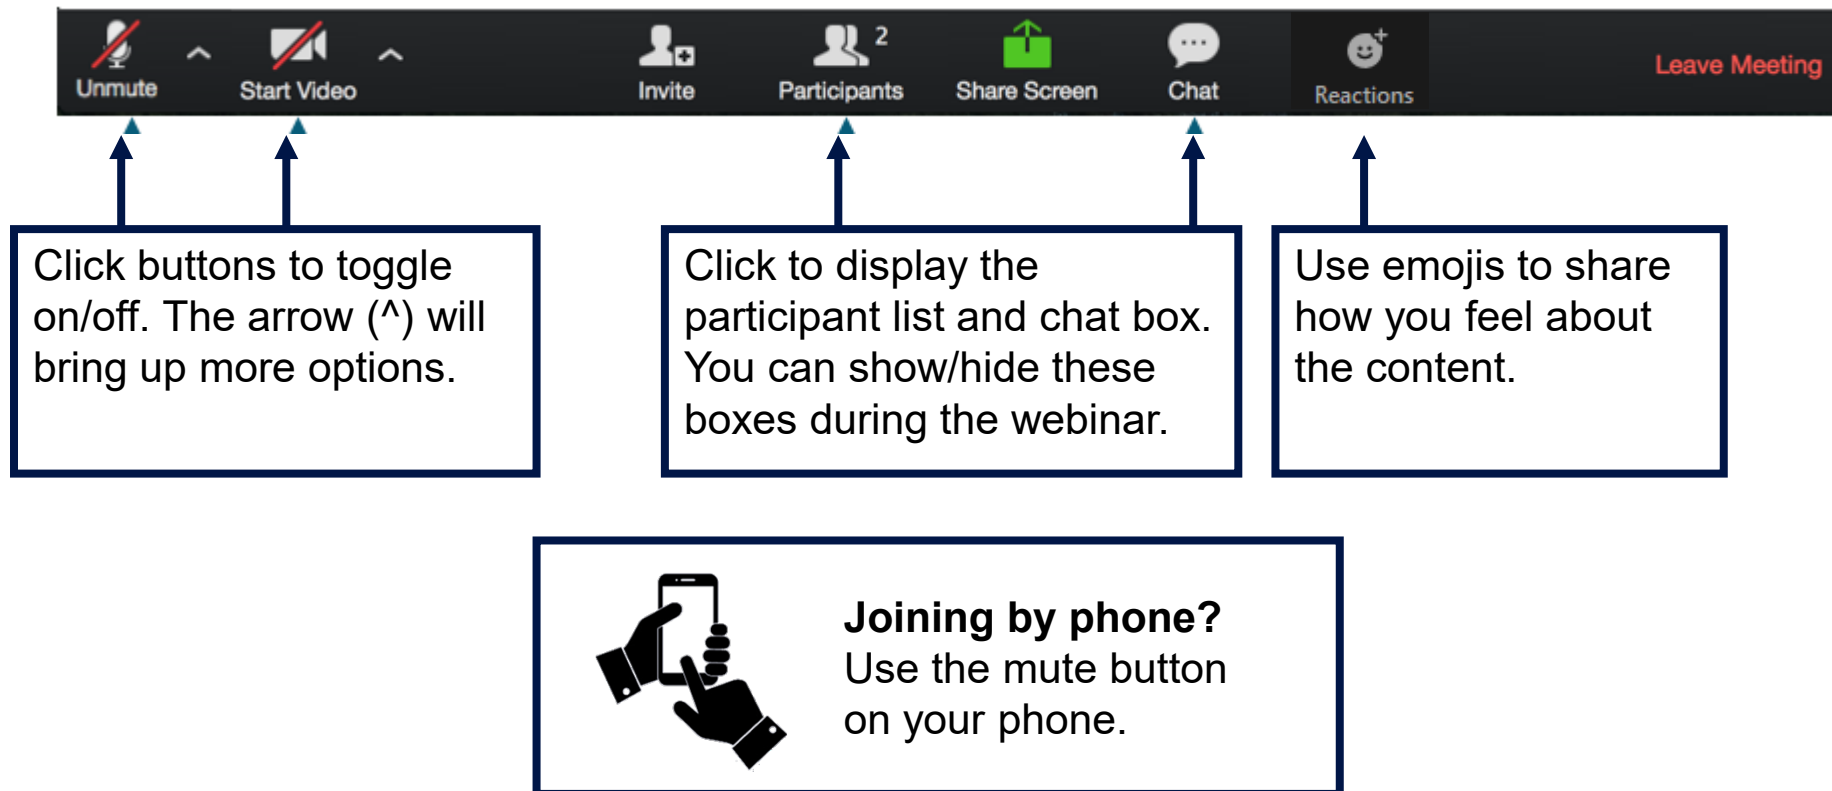 2
Unmute
Start Video
Invite
Participants
Share Screen
Chat
Reactions
Leave Meeting
Click buttons to toggle
on/off. The arrow (^) will
bring up more options.
Click to display the
participant list and chat box.
You can show/hide these
boxes during the webinar.
Use emojis to share
how you feel about
the content.
Joining by phone?
Use the mute button
on your phone.